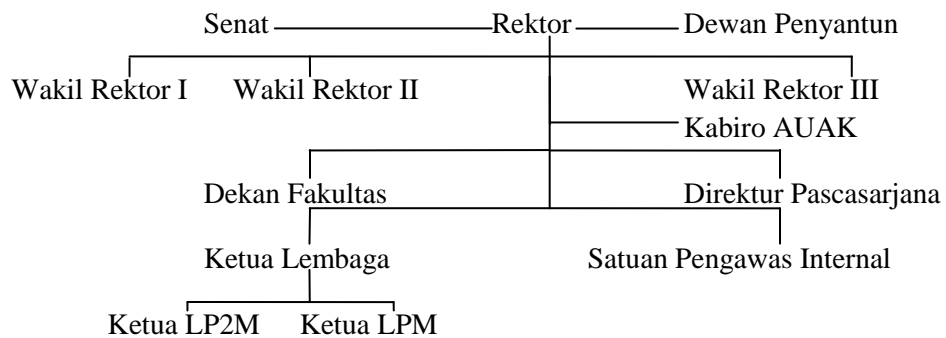 Senat Rektor Dewan Penyantun
Wakil Rektor I Wakil Rektor II Wakil Rektor III
Kabiro AUAK
Dekan Fakultas Direktur Pascasarjana
Ketua Lembaga Satuan Pengawas Internal
Ketua LP2M Ketua LPM